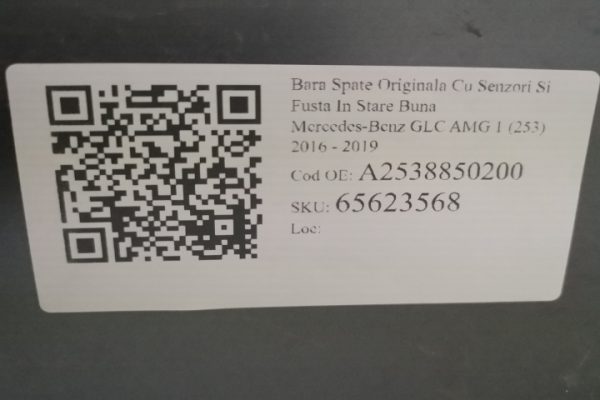 Bara Spate Originala Cu Senzori Si
Fusta In Stare Buna
Mercedes-Benz GLC AMG 1 (253)
2016 - 2019
Cod OE: A2538850200
SKU: 65623568
Loc: